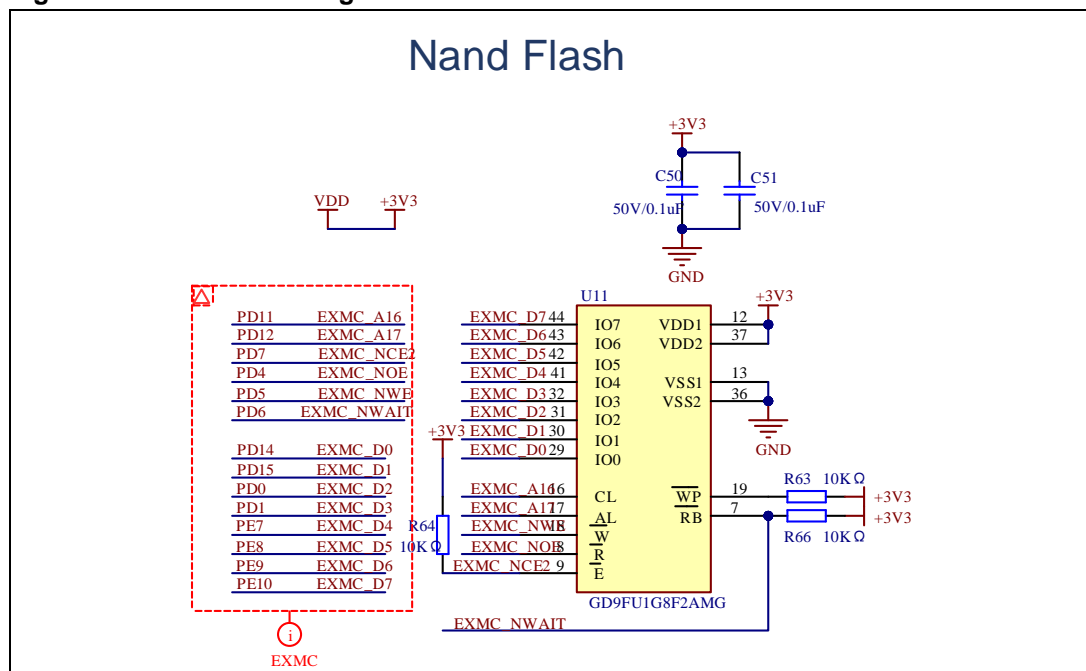 Nand Flash
+3V3
C50
C51
50V/0.1uF
50V/0.1uF
VDD
+3V3
GND
U11
+3V3
PD11 EXMC_A16
PD12 EXMC_A17
PD7 EXMC_NCE2
PD4 EXMC_NOE
PD5 EXMC_NWE
PD6 EXMC_NWAIT
PD14 EXMC_D0
PD15 EXMC_D1
PD0 EXMC_D2
PD1 EXMC_D3
PE7 EXMC_D4
PE8 EXMC_D5
PE9 EXMC_D6
PE10 EXMC_D7
i
EXMC
EXMC_D7 44 IO7
EXMC_D6 43 IO6
EXMC_D5 42 IO5
EXMC_D4 41 IO4
EXMC_D3 32 IO3
EXMC_D2 31 IO2
EXMC_D1 30 IO1
EXMC_D0 29 IO0
+3V3
R64
10KΩ
EXMC_A16 16 CL
EXMC_A17 17 AL
EXMC_NWE 18 W
EXMC_NOE 8 R
EXMC_NCE2 9 E
VDD1 12
VDD2 37
VSS1 13
VSS2 36
GND
WP 19
RB 7
R63 10KΩ
+3V3
+3V3
R66 10KΩ
GD9FU1G8F2AMG
EXMC_NWAIT